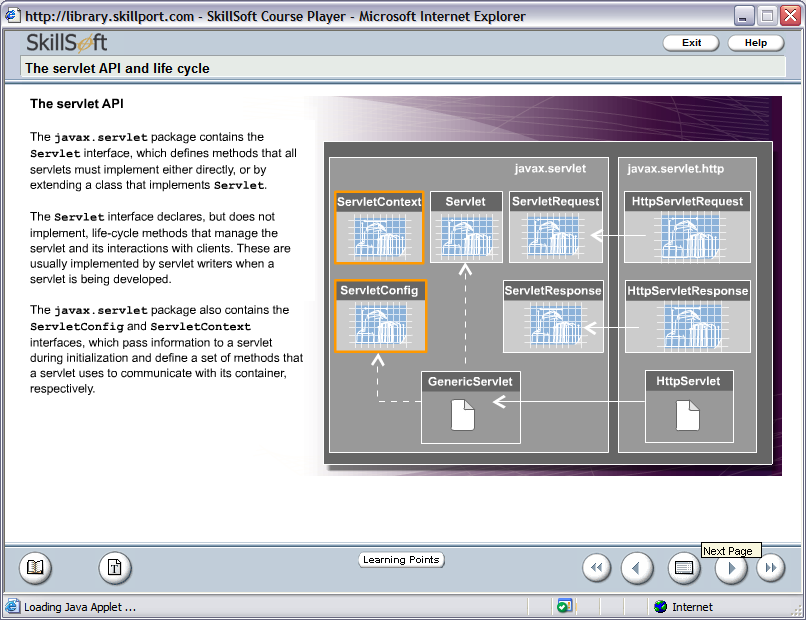 http://library.skillport.com - SkillSoft Course Player - Microsoft Internet Explorer
SkillSoft
Exit
Help
The servlet API and life cycle
The servlet API
The javax.servlet package contains the
Servlet interface, which defines methods that all
servlets must implement either directly, or by
extending a class that implements Servlet.
The Servlet interface declares, but does not
implement, life-cycle methods that manage the
servlet and its interactions with clients. These are
usually implemented by servlet writers when a
servlet is being developed.
The javax.servlet package also contains the
ServletConfig and ServletContext
interfaces, which pass information to a servlet
during initialization and define a set of methods that
a servlet uses to communicate with its container,
respectively.
javax.servlet
javax.servlet.http
ServletContext
Servlet
ServletRequest
HttpServletRequest
ServletConfig
ServletResponse
HttpServletResponse
GenericServlet
HttpServlet
Learning Points
Next Page
T
Loading Java Applet ...
Internet